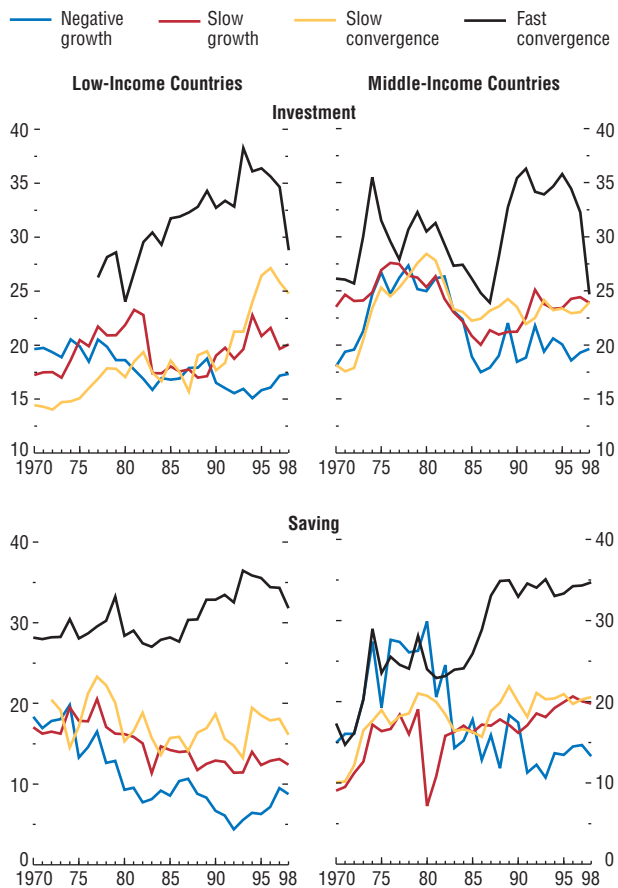 Negative growth
Slow growth
Slow convergence
Fast convergence
Low-Income Countries
Middle-Income Countries
Investment
40
35
30
25
20
15
10
1970 75 80 85 90 95 98
40
35
30
25
20
15
10
1970 75 80 85 90 95 98
Saving
40
30
20
10
0
1970 75 80 85 90 95 98
40
30
20
10
0
1970 75 80 85 90 95 98